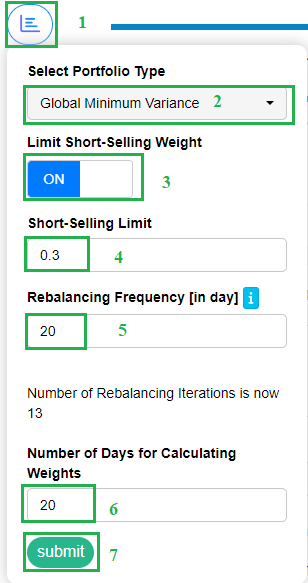 1
Select Portfolio Type
Global Minimum Variance 2
Limit Short-Selling Weight
ON 3
Short-Selling Limit
0.3 4
Rebalancing Frequency [in day] i
20 5
Number of Rebalancing Iterations is now
13
Number of Days for Calculating
Weights
20 6
submit 7